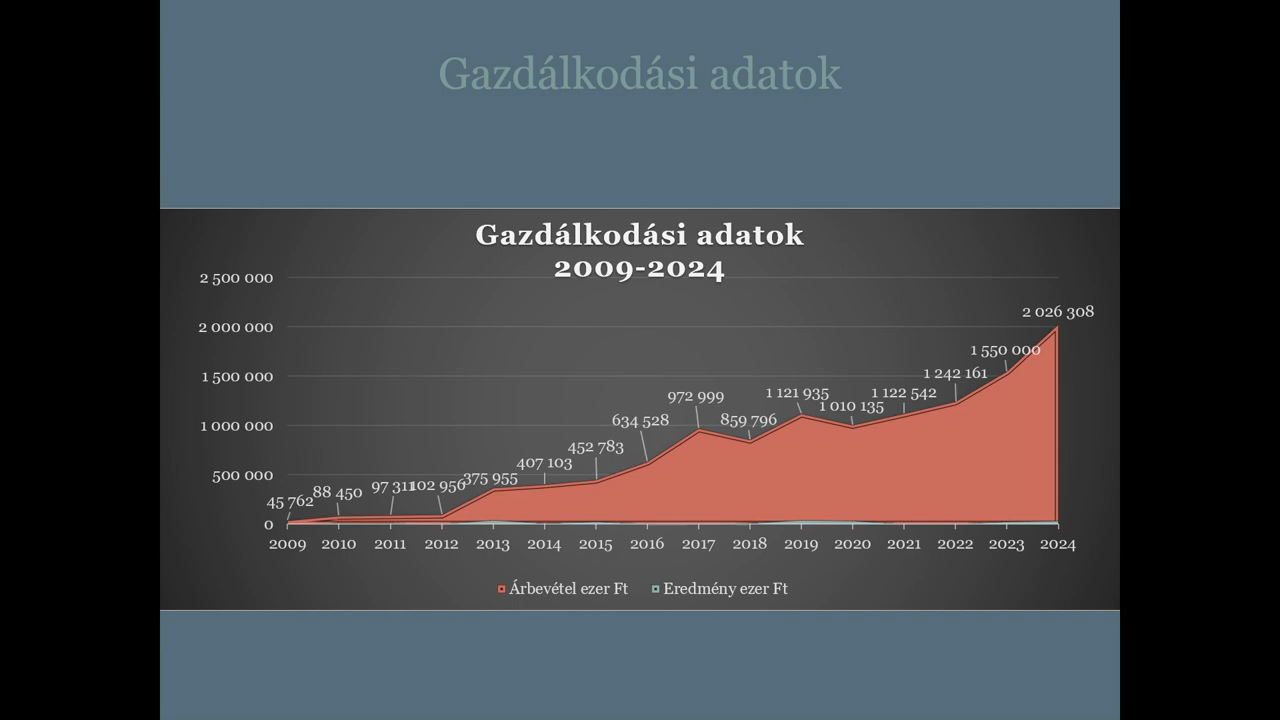 Gazdálkodási adatok
Gazdálkodási adatok
2009-2024
2 500 000
2 000 000
1 500 000
1 000 000
500 000
0
45 762
88 450
97 311
102 956
375 955
407 103
452 783
634 528
972 999
859 796
1 121 935
1 010 135
1 122 542
1 242 161
1 550 000
2 026 308
2009 2010 2011 2012 2013 2014 2015 2016 2017 2018 2019 2020 2021 2022 2023 2024
Árbevétel ezer Ft Eredmény ezer Ft